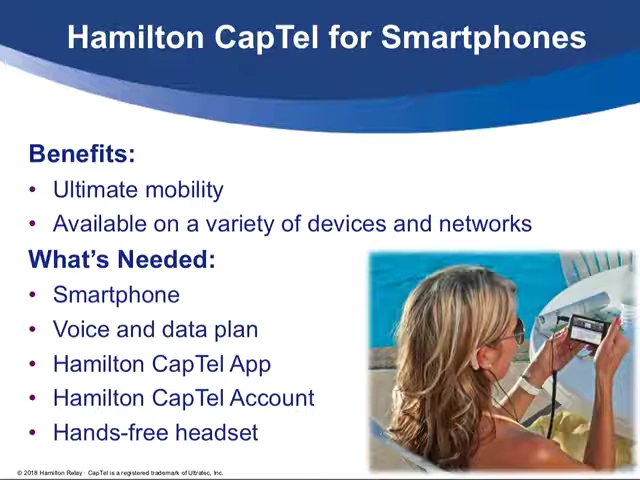 Hamilton CapTel for Smartphones
Benefits:
• Ultimate mobility
• Available on a variety of devices and networks
What's Needed:
• Smartphone
• Voice and data plan
• Hamilton CapTel App
• Hamilton CapTel Account
• Hands-free headset
© 2018 Hamilton Relay · CapTel is a registered trademark of Ultratec, Inc.